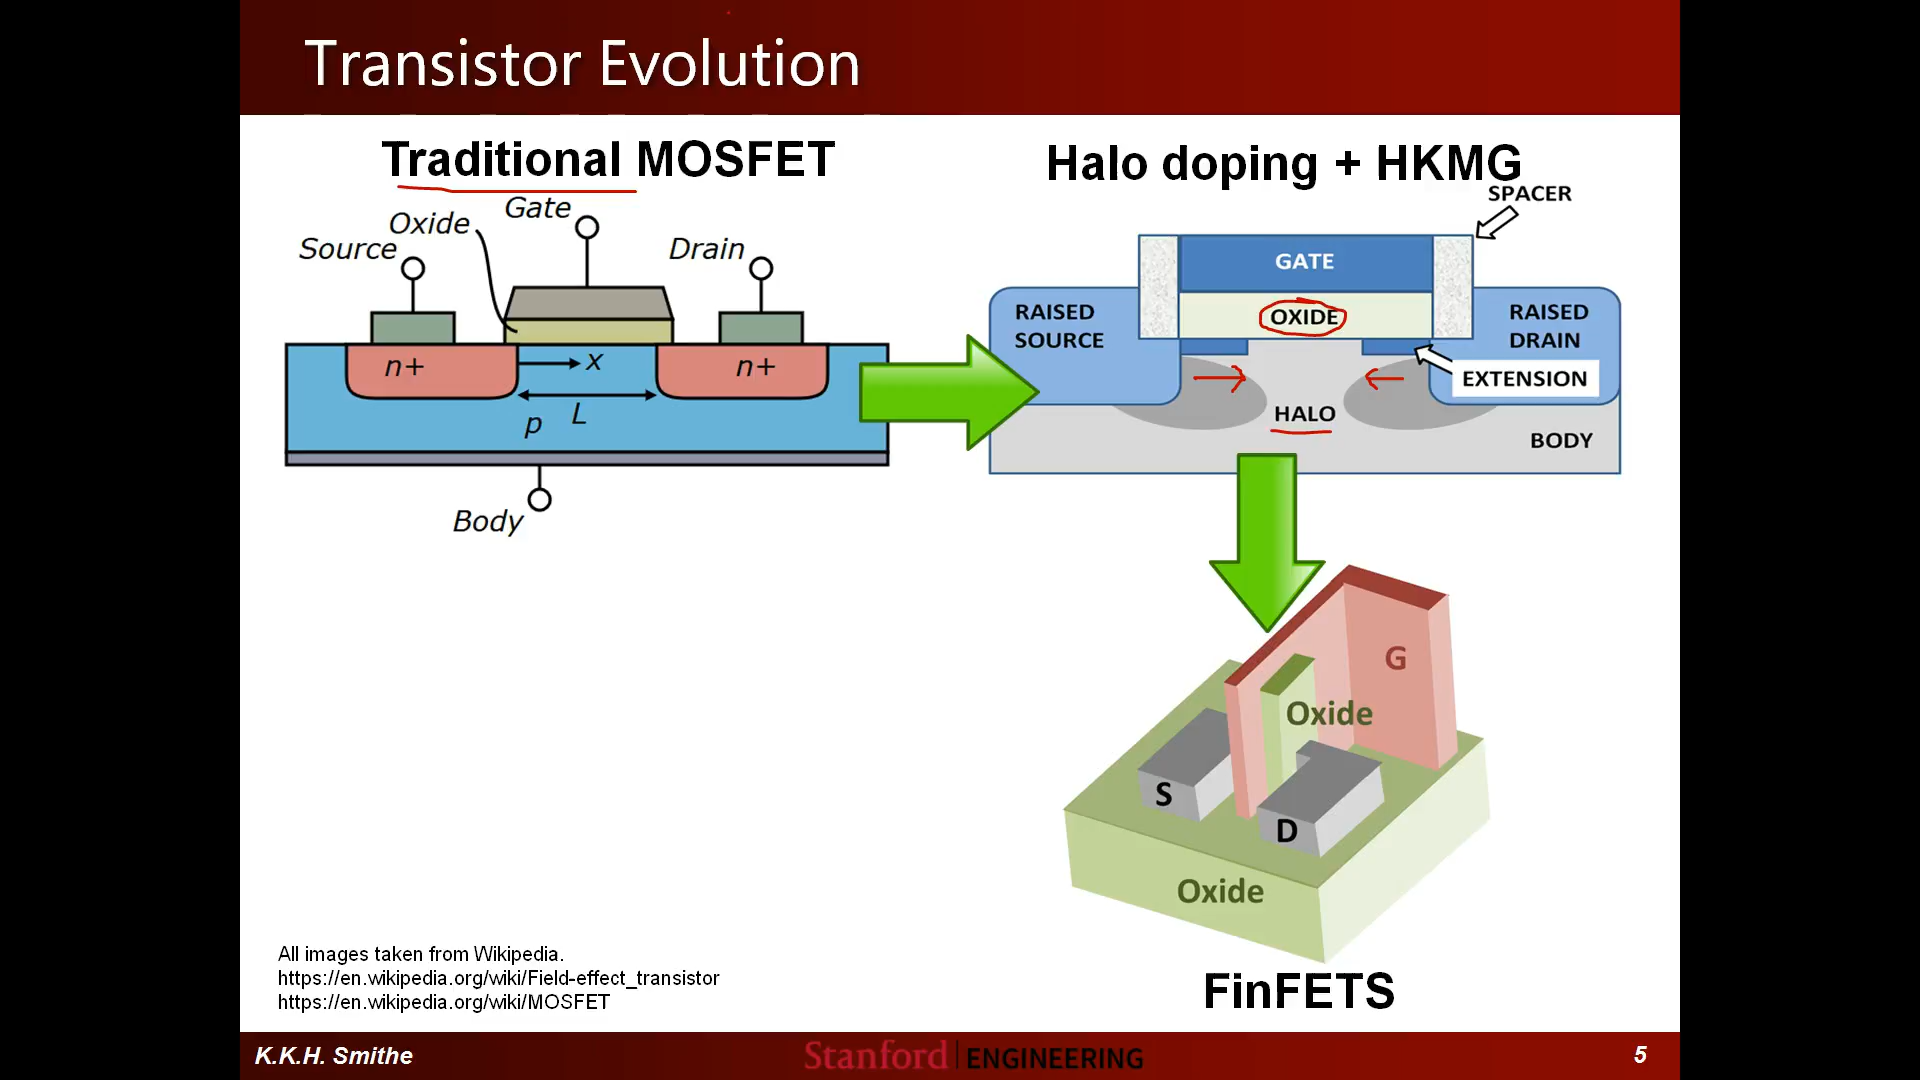 Transistor Evolution
Traditional MOSFET
Gate
Oxide
Source
Drain
n+
x
n+
L
p
Body
Halo doping + HKMG
SPACER
GATE
RAISED
SOURCE
OXIDE
RAISED
DRAIN
EXTENSION
HALO
BODY
G
Oxide
S
D
Oxide
FinFETS
All images taken from Wikipedia.
https://en.wikipedia.org/wiki/Field-effect_transistor
https://en.wikipedia.org/wiki/MOSFET
K.K.H. Smithe
Stanford ENGINEERING
5